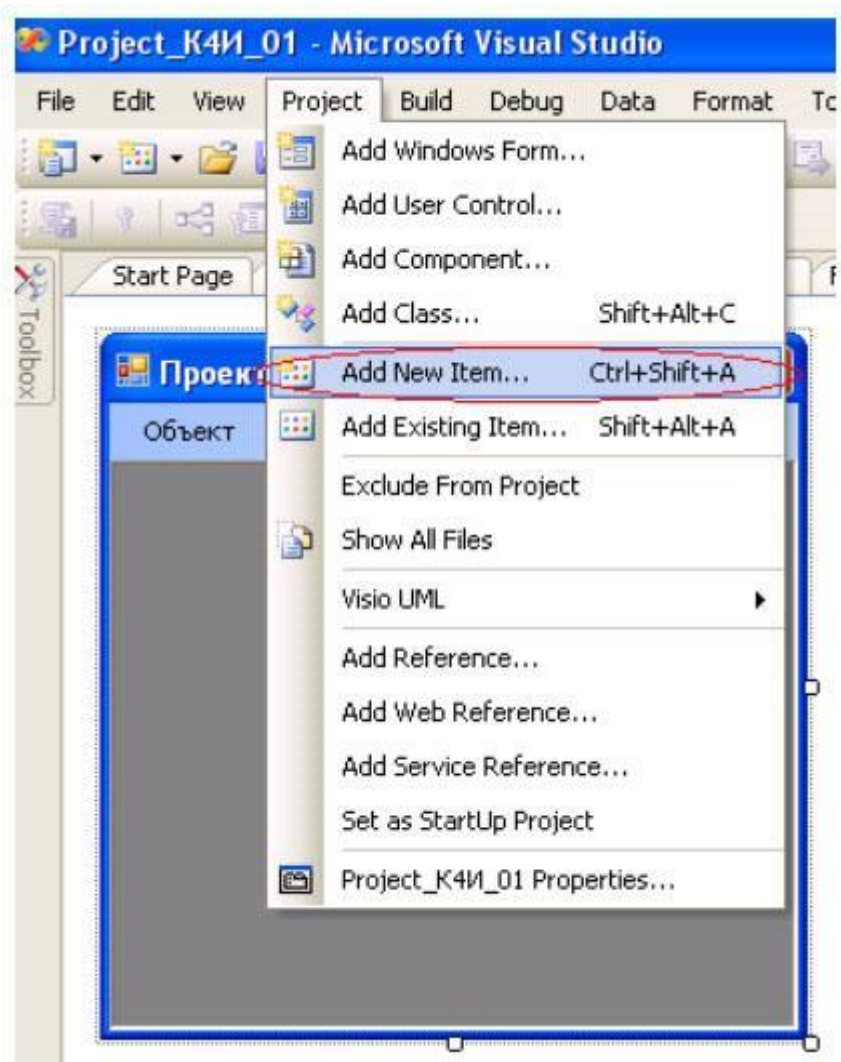 Project_К4И_01 - Microsoft Visual Studio
File Edit View Project Build Debug Data Format
Add Windows Form...
Add User Control...
Add Component...
Start Page
Add Class... Shift+Alt+C
Toolbox
Add New Item... Ctrl+Shift+A
Объект
Add Existing Item... Shift+Alt+A
Exclude From Project
Show All Files
Visio UML
Add Reference...
Add Web Reference...
Add Service Reference...
Set as StartUp Project
Project_К4И_01 Properties...